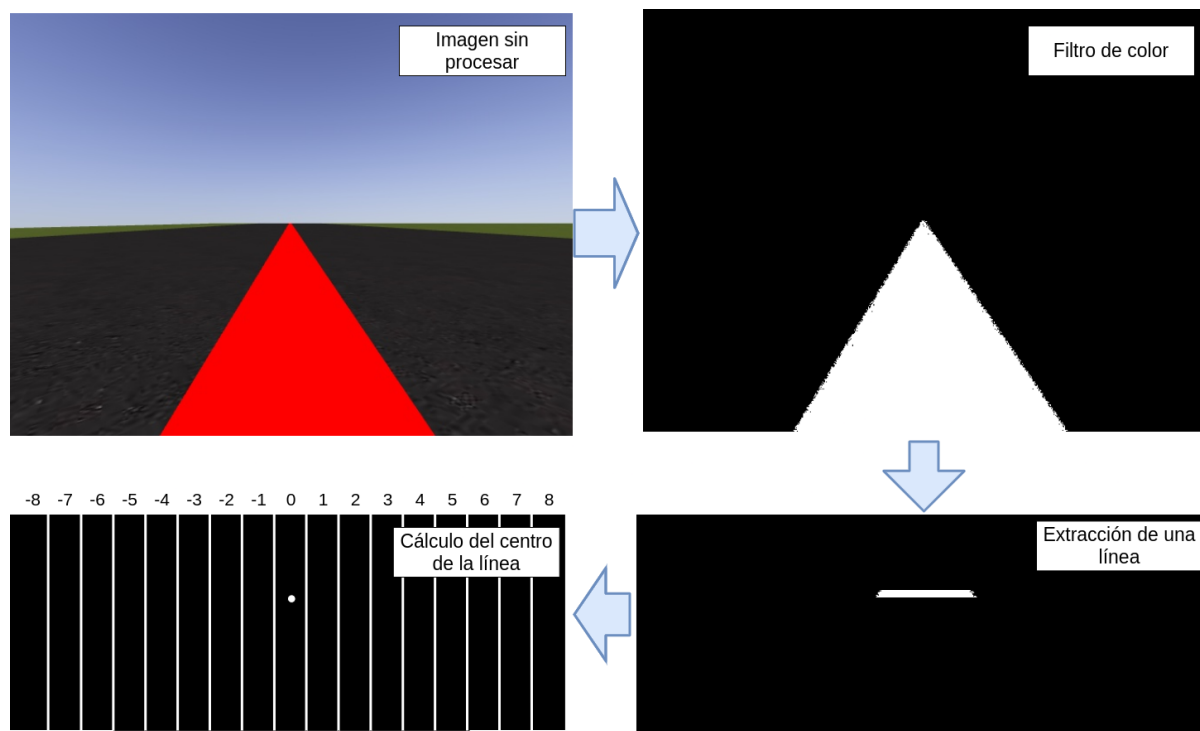 Imagen sin
procesar
Filtro de color
Extracción de una
línea
-8 -7 -6 -5 -4 -3 -2 -1 0 1 2 3 4 5 6 7 8
Cálculo del centro
de la línea